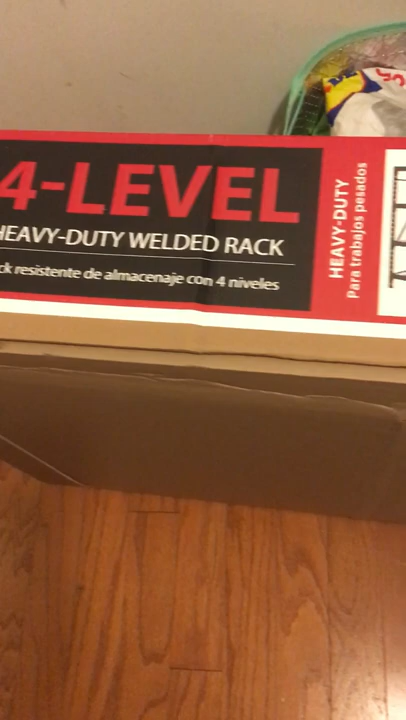 4-LEVEL
HEAVY-DUTY WELDED RACK
ck resistente de almacenaje con 4 niveles
HEAVY-DUTY
Para trabajos pesados